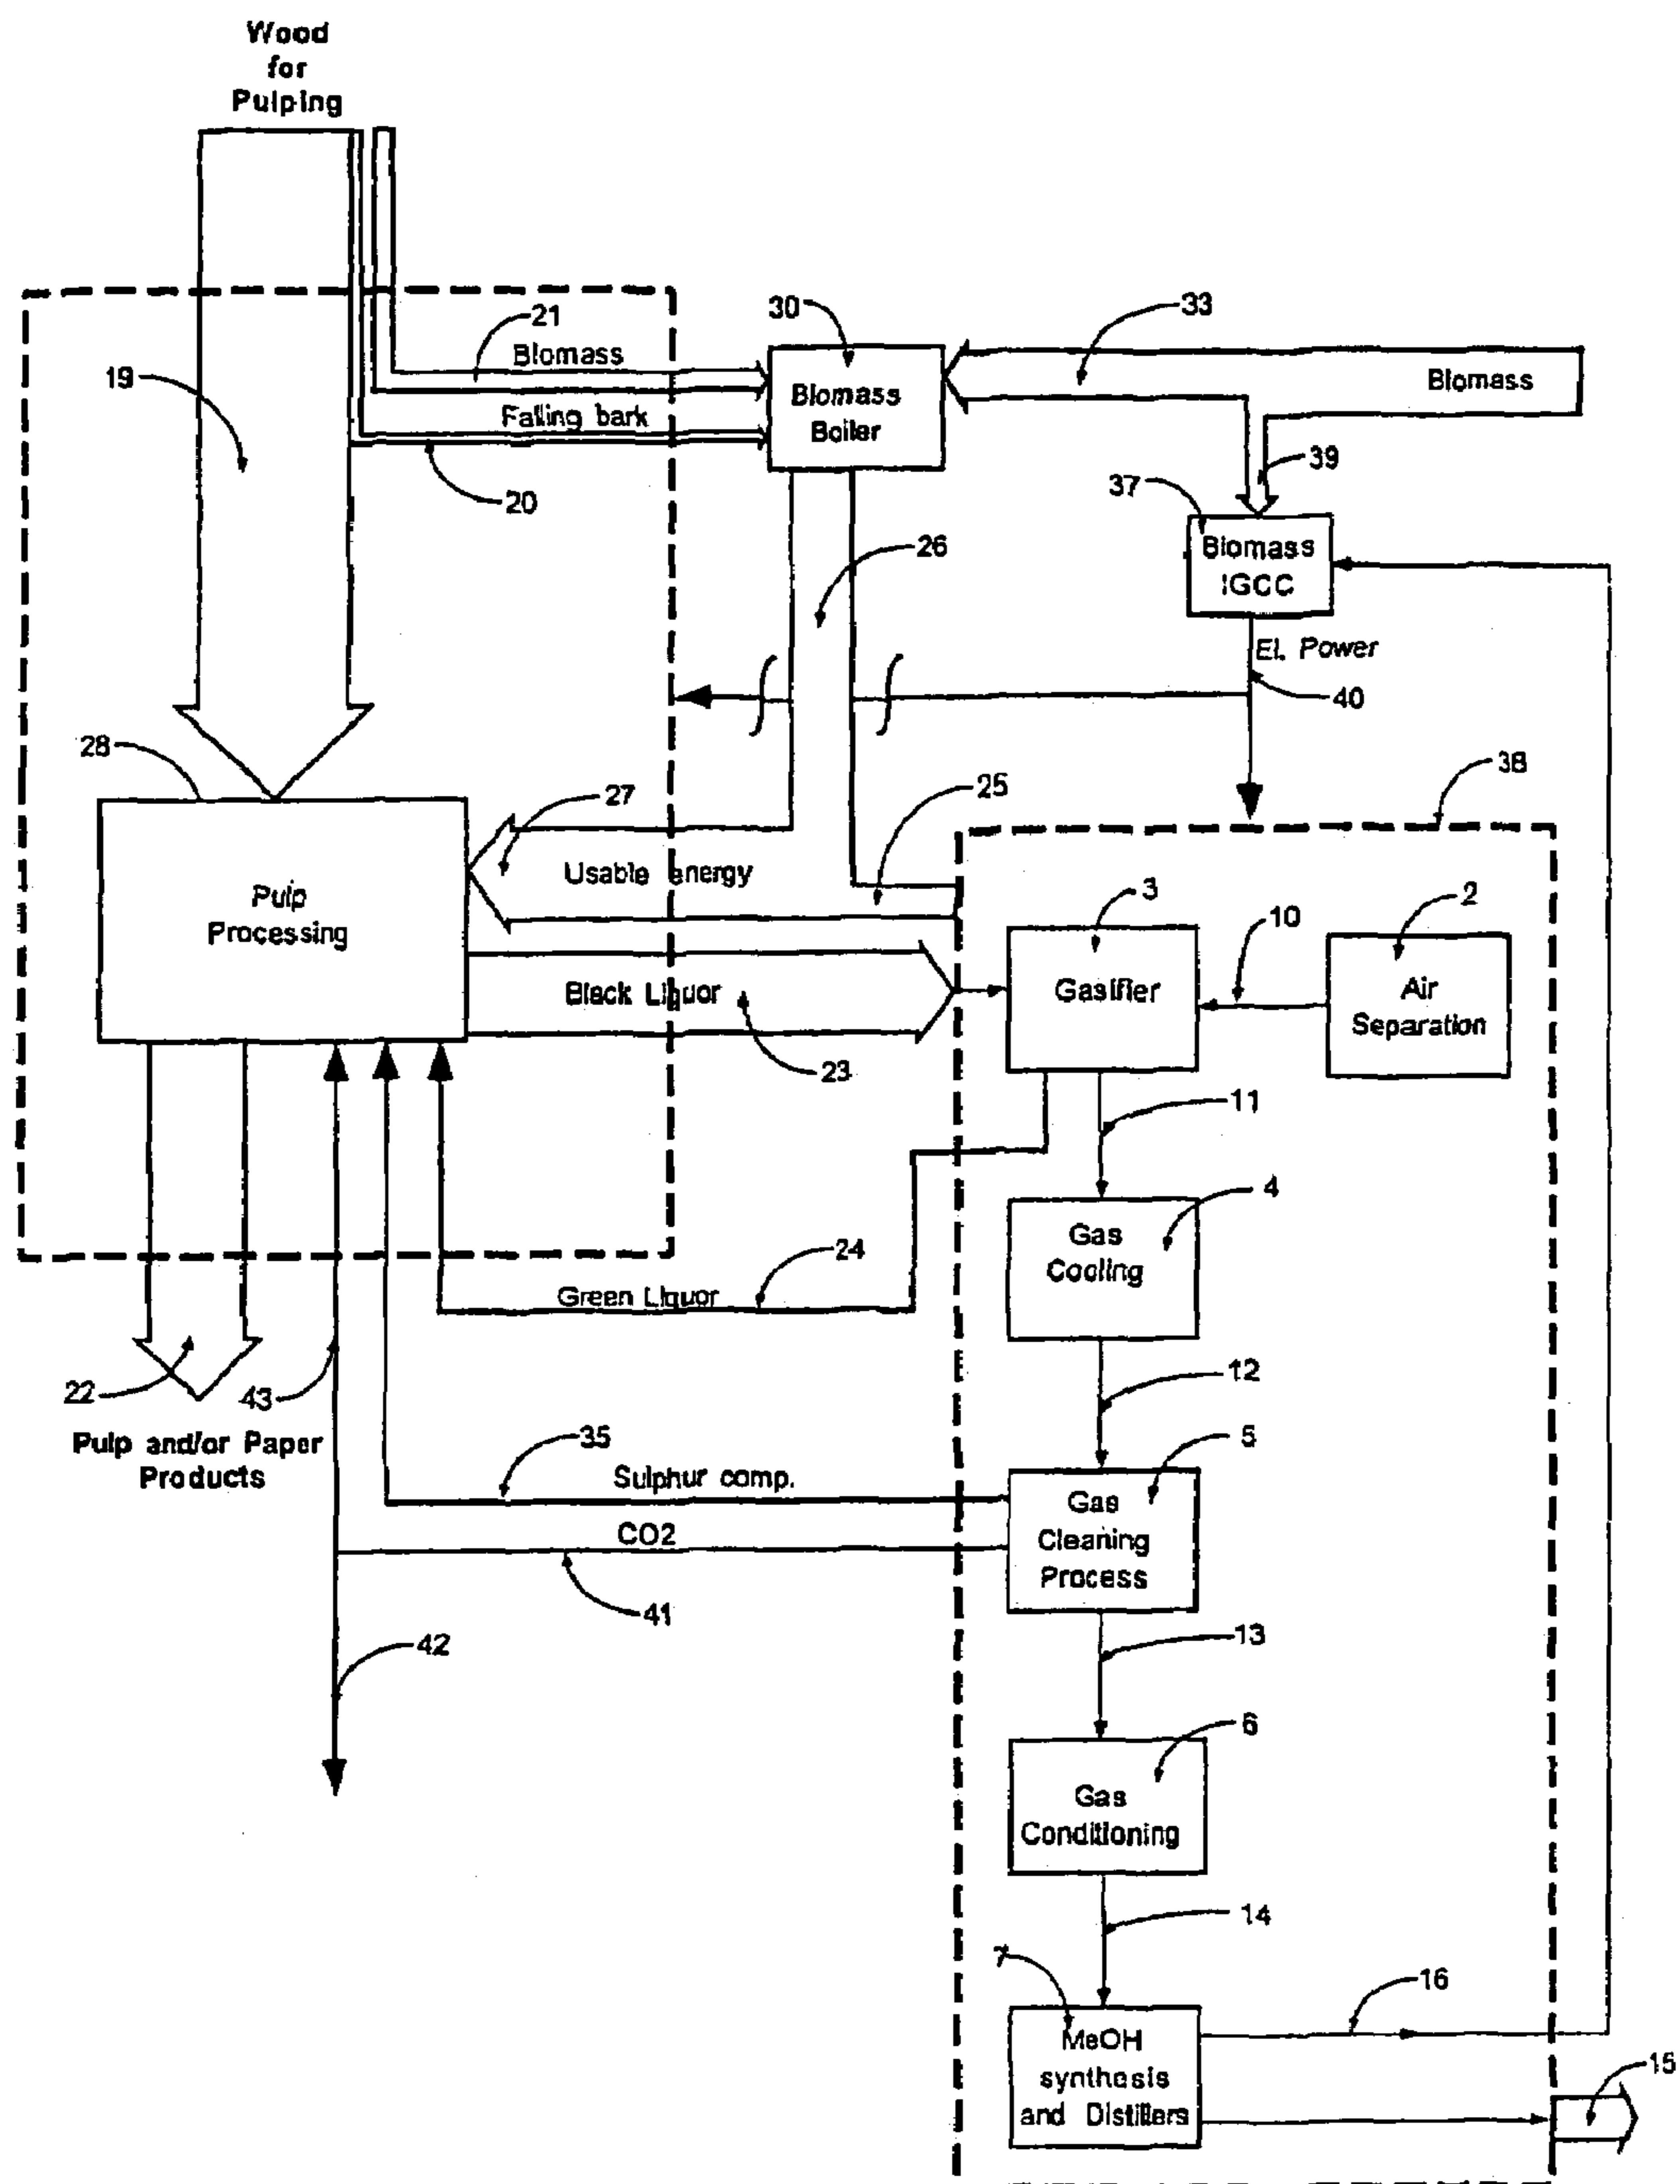 Wood
for
Pulping
21
30
33
Biomass
19
Biomass
Biomass
Boiler
Falling bark
39
20
37
26
Biomass
IGCC
El. Power
40
28
27
25
38
Usable energy
3
10
2
Pulp
Processing
Black Liquor
Gasifier
Air
Separation
23
11
4
Gas
Cooling
24
Green Liquor
12
22
43
Pulp and/or Paper
Products
35
5
Sulphur comp.
Gas
Cleaning
Process
CO2
41
42
13
6
Gas
Conditioning
14
7
16
MeOH
synthesis
and Distillers
15